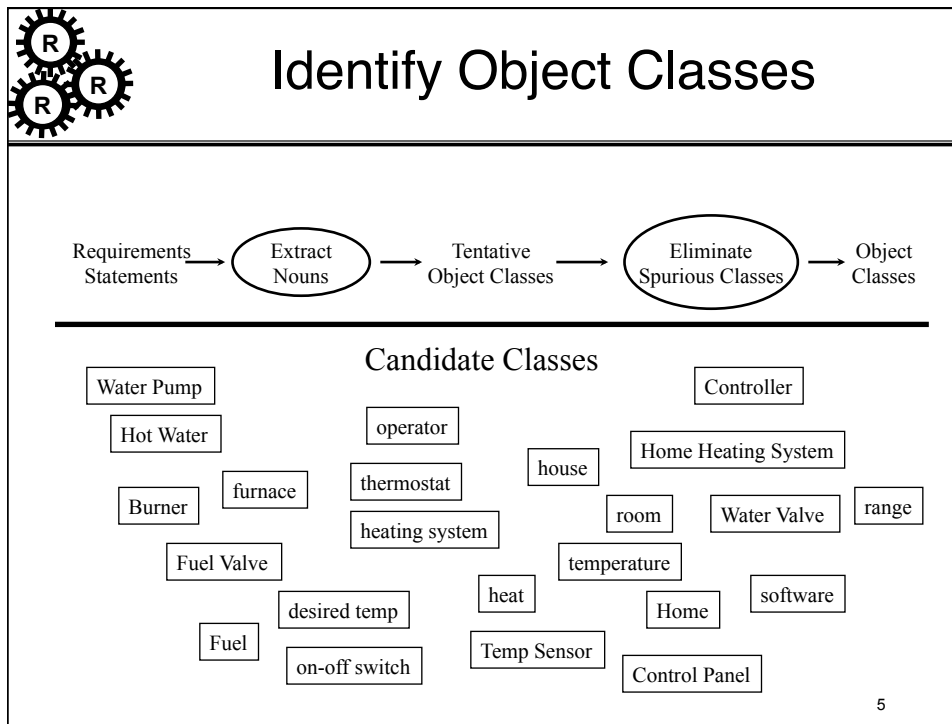 R
R
R
Identify Object Classes
Requirements
Statements
Extract
Nouns
Tentative
Object Classes
Eliminate
Spurious Classes
Object
Classes
Candidate Classes
Water Pump
Controller
Hot Water
operator
Home Heating System
house
furnace
thermostat
Burner
room
Water Valve
range
heating system
Fuel Valve
temperature
heat
software
desired temp
Home
Fuel
Temp Sensor
on-off switch
Control Panel
5